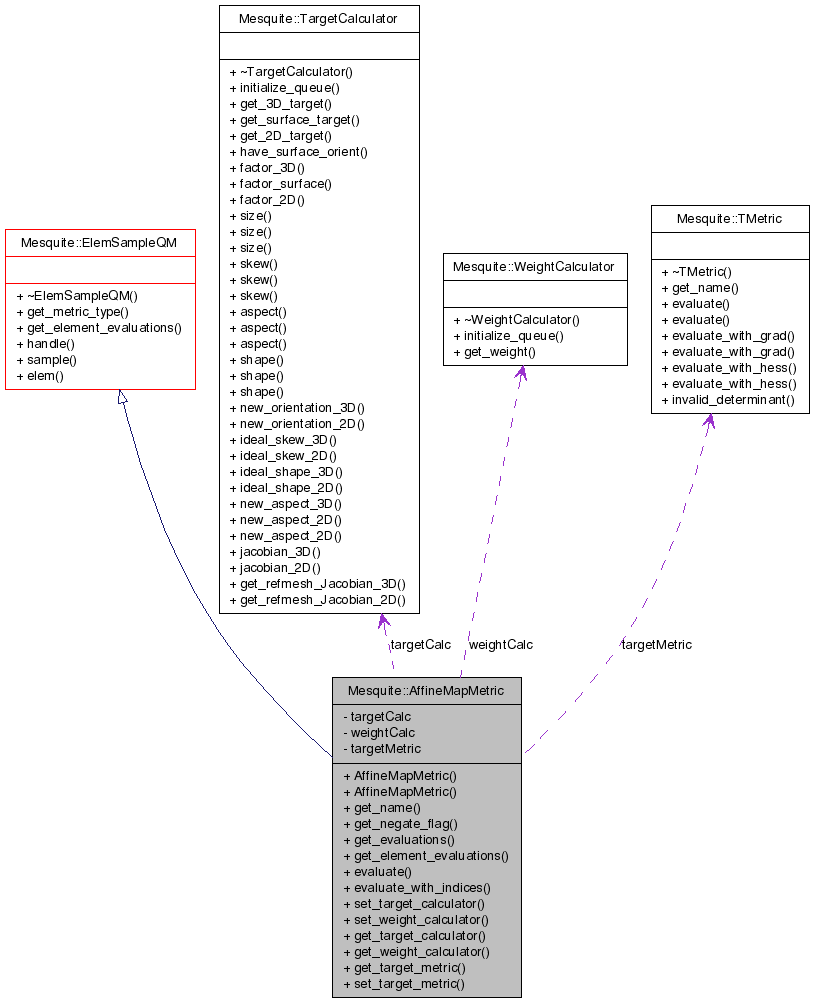 Mesquite::TargetCalculator
+ ~TargetCalculator()
+ initialize_queue()
+ get_3D_target()
+ get_surface_target()
+ get_2D_target()
+ have_surface_orient()
+ factor_3D()
+ factor_surface()
+ factor_2D()
+ size()
+ size()
+ size()
+ skew()
+ skew()
+ skew()
+ aspect()
+ aspect()
+ aspect()
+ shape()
+ shape()
+ shape()
+ new_orientation_3D()
+ new_orientation_2D()
+ ideal_skew_3D()
+ ideal_skew_2D()
+ ideal_shape_3D()
+ ideal_shape_2D()
+ new_aspect_3D()
+ new_aspect_2D()
+ new_aspect_2D()
+ jacobian_3D()
+ jacobian_2D()
+ get_refmesh_Jacobian_3D()
+ get_refmesh_Jacobian_2D()
Mesquite::ElemSampleQM
+ ~ElemSampleQM()
+ get_metric_type()
+ get_element_evaluations()
+ handle()
+ sample()
+ elem()
Mesquite::WeightCalculator
+ ~WeightCalculator()
+ initialize_queue()
+ get_weight()
Mesquite::TMetric
+ ~TMetric()
+ get_name()
+ evaluate()
+ evaluate()
+ evaluate_with_grad()
+ evaluate_with_grad()
+ evaluate_with_hess()
+ evaluate_with_hess()
+ invalid_determinant()
targetCalc
weightCalc
targetMetric
Mesquite::AffineMapMetric
- targetCalc
- weightCalc
- targetMetric
+ AffineMapMetric()
+ AffineMapMetric()
+ get_name()
+ get_negate_flag()
+ get_evaluations()
+ get_element_evaluations()
+ evaluate()
+ evaluate_with_indices()
+ set_target_calculator()
+ set_weight_calculator()
+ get_target_calculator()
+ get_weight_calculator()
+ get_target_metric()
+ set_target_metric()